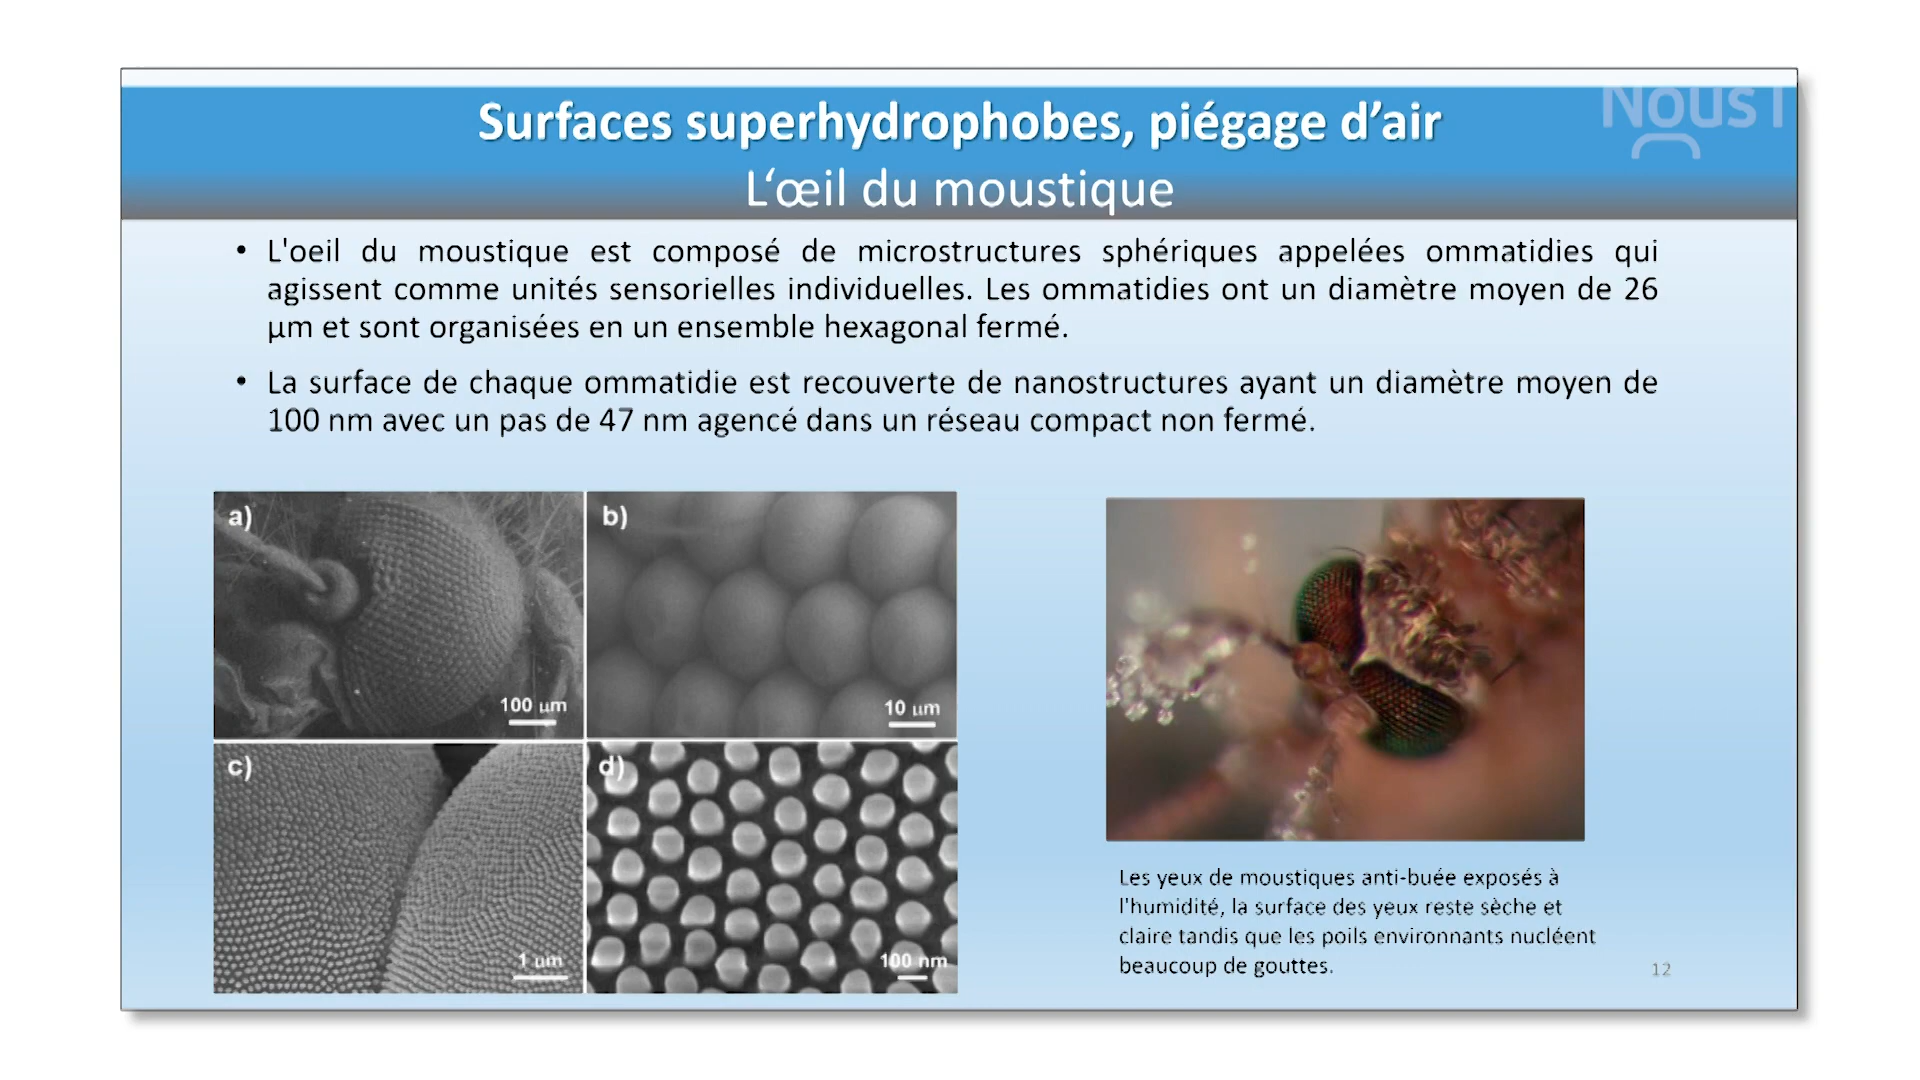 NousT
Surfaces superhydrophobes, piégage d’air
L‘œil du moustique
• L'oeil du moustique est composé de microstructures sphériques appelées ommatidies qui
agissent comme unités sensorielles individuelles. Les ommatidies ont un diamètre moyen de 26
µm et sont organisées en un ensemble hexagonal fermé.
• La surface de chaque ommatidie est recouverte de nanostructures ayant un diamètre moyen de
100 nm avec un pas de 47 nm agencé dans un réseau compact non fermé.
a)
100 µm
b)
10 µm
c)
1 µm
d)
100 nm
Les yeux de moustiques anti-buée exposés à
l'humidité, la surface des yeux reste sèche et
claire tandis que les poils environnants nucléent
beaucoup de gouttes.
12